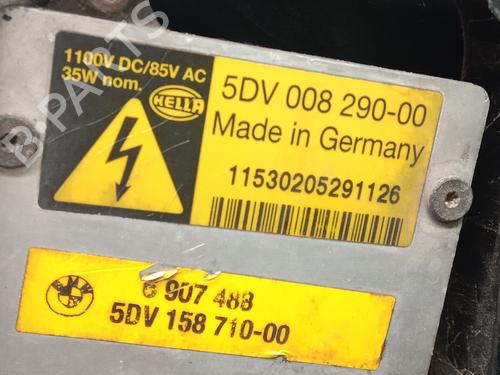 1100V DC/85V AC
35W nom.
HELLA
5DV 008 290-00
Made in Germany
11530205291126
B-PARTS
BMW
6 907 488
5DV 158 710-00